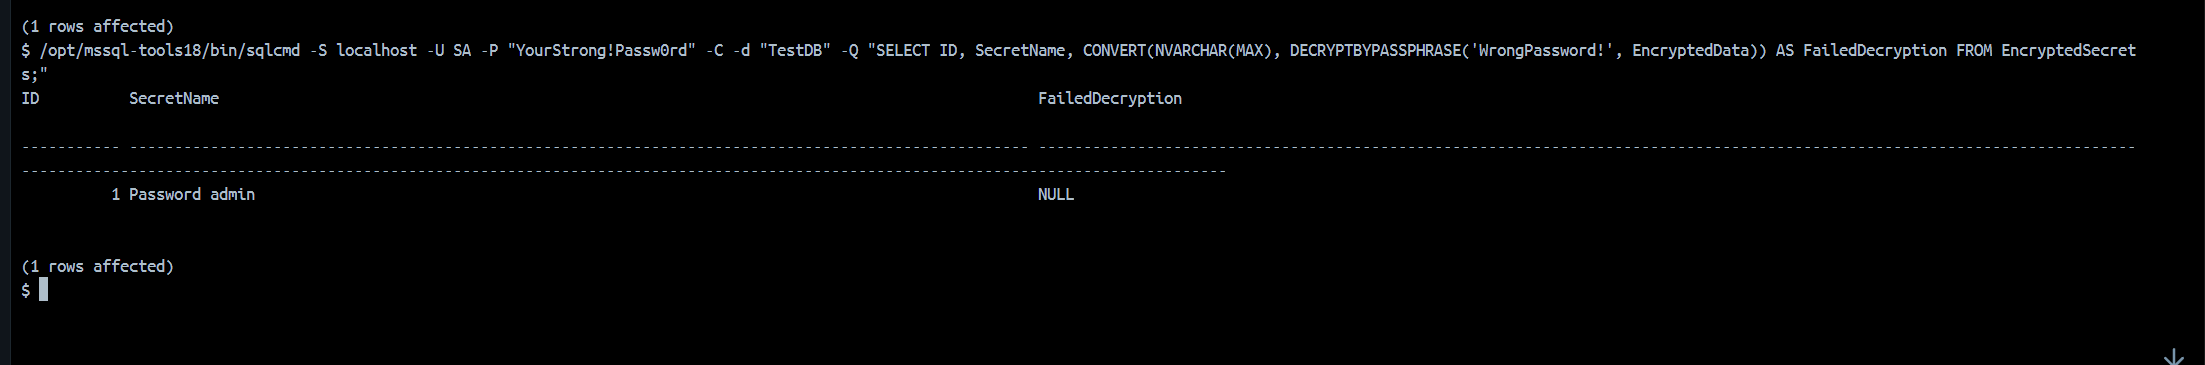 (1 rows affected)
$ /opt/mssql-tools18/bin/sqlcmd -S localhost -U SA -P "YourStrong!Passw0rd" -C -d "TestDB" -Q "SELECT ID, SecretName, CONVERT(NVARCHAR(MAX), DECRYPTBYPASSPHRASE('WrongPassword!', EncryptedData)) AS FailedDecryption FROM EncryptedSecret
s;"
ID          SecretName                                                                                           FailedDecryption
----------- ---------------------------------------------------------------------------------------------------- --------------------------------------------------------------------------------------------------------------------------
--------------------------------------------------------------------------------------------------------------------------------------
          1 Password admin                                                                                       NULL
(1 rows affected)
$